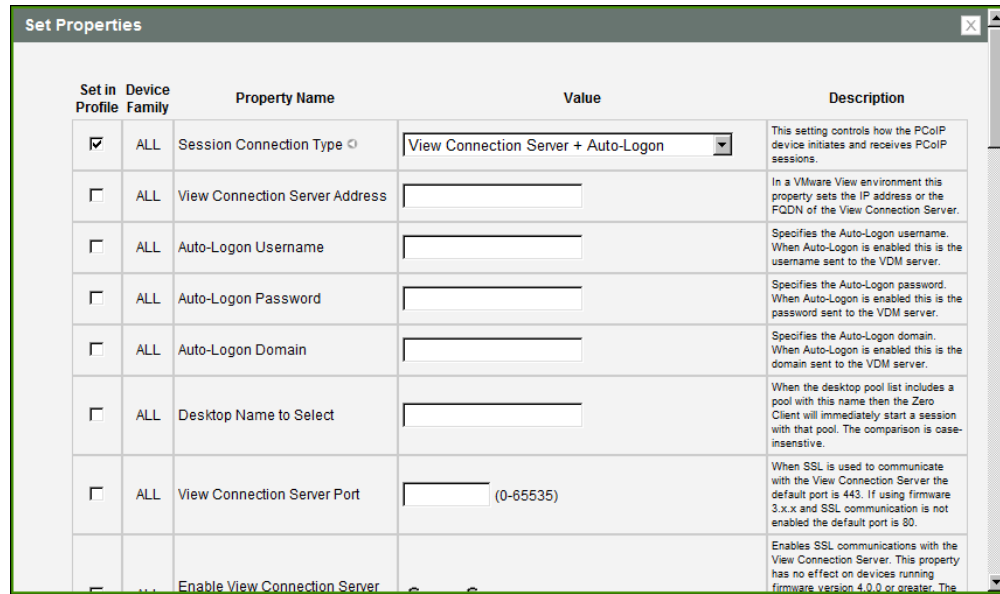 Set Properties
X
Set in Profile
Device Family
Property Name
Value
Description
ALL
Session Connection Type
View Connection Server + Auto-Logon
This setting controls how the PCoIP
device initiates and receives PCoIP
sessions.
ALL
View Connection Server Address
In a VMware View environment this
property sets the IP address or the
FQDN of the View Connection Server.
ALL
Auto-Logon Username
Specifies the Auto-Logon username.
When Auto-Logon is enabled this is the
username sent to the VDM server.
ALL
Auto-Logon Password
Specifies the Auto-Logon password.
When Auto-Logon is enabled this is the
password sent to the VDM server.
ALL
Auto-Logon Domain
Specifies the Auto-Logon domain.
When Auto-Logon is enabled this is the
domain sent to the VDM server.
ALL
Desktop Name to Select
When the desktop pool list includes a
pool with this name then the Zero
Client will immediately start a session
with that pool. The comparison is case-
insenstive.
ALL
View Connection Server Port
(0-65535)
When SSL is used to communicate
with the View Connection Server the
default port is 443. If using firmware
3.x.x and SSL communication is not
enabled the default port is 80.
Enable View Connection Server
Enables SSL communications with the
View Connection Server. This property
has no effect on devices running
firmware version 4.0.0 or greater. The